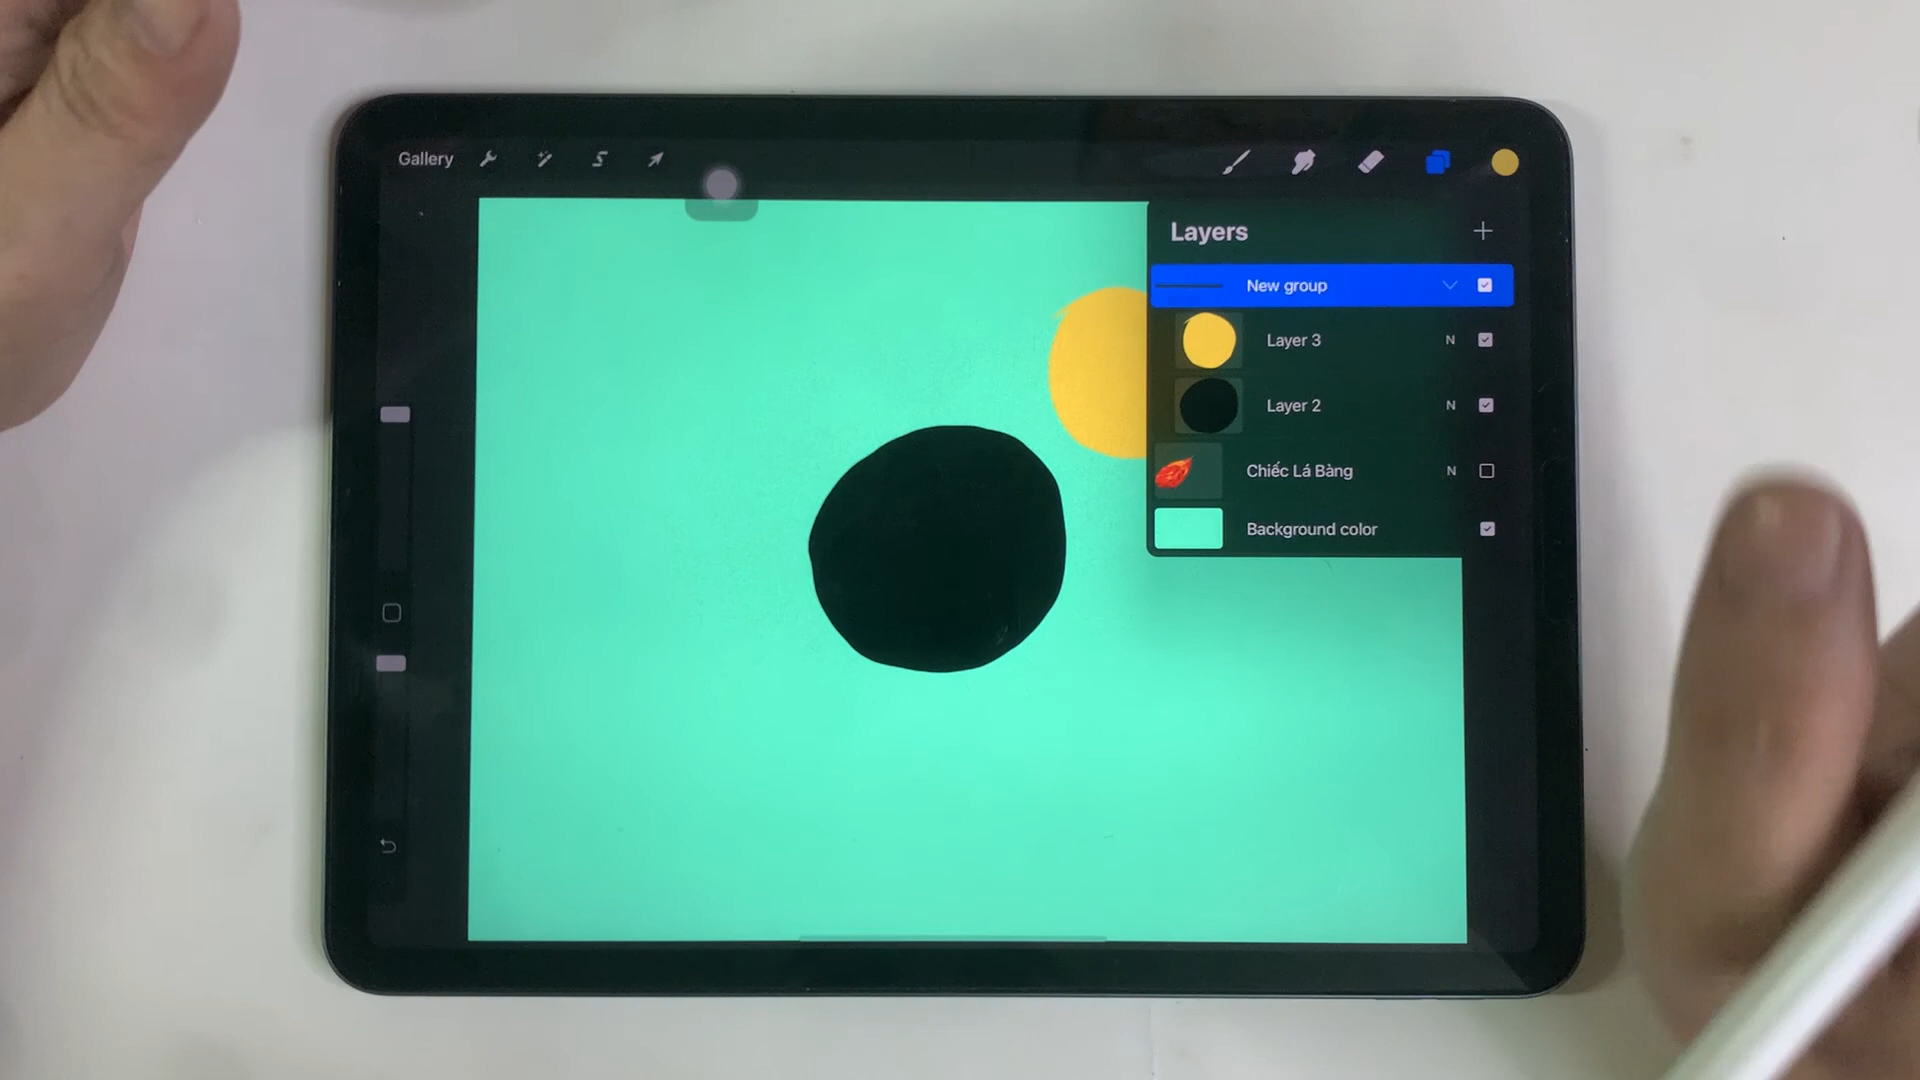 Gallery
Layers
New group
Layer 3 N
Layer 2 N
Chiếc Lá Bàng N
Background color